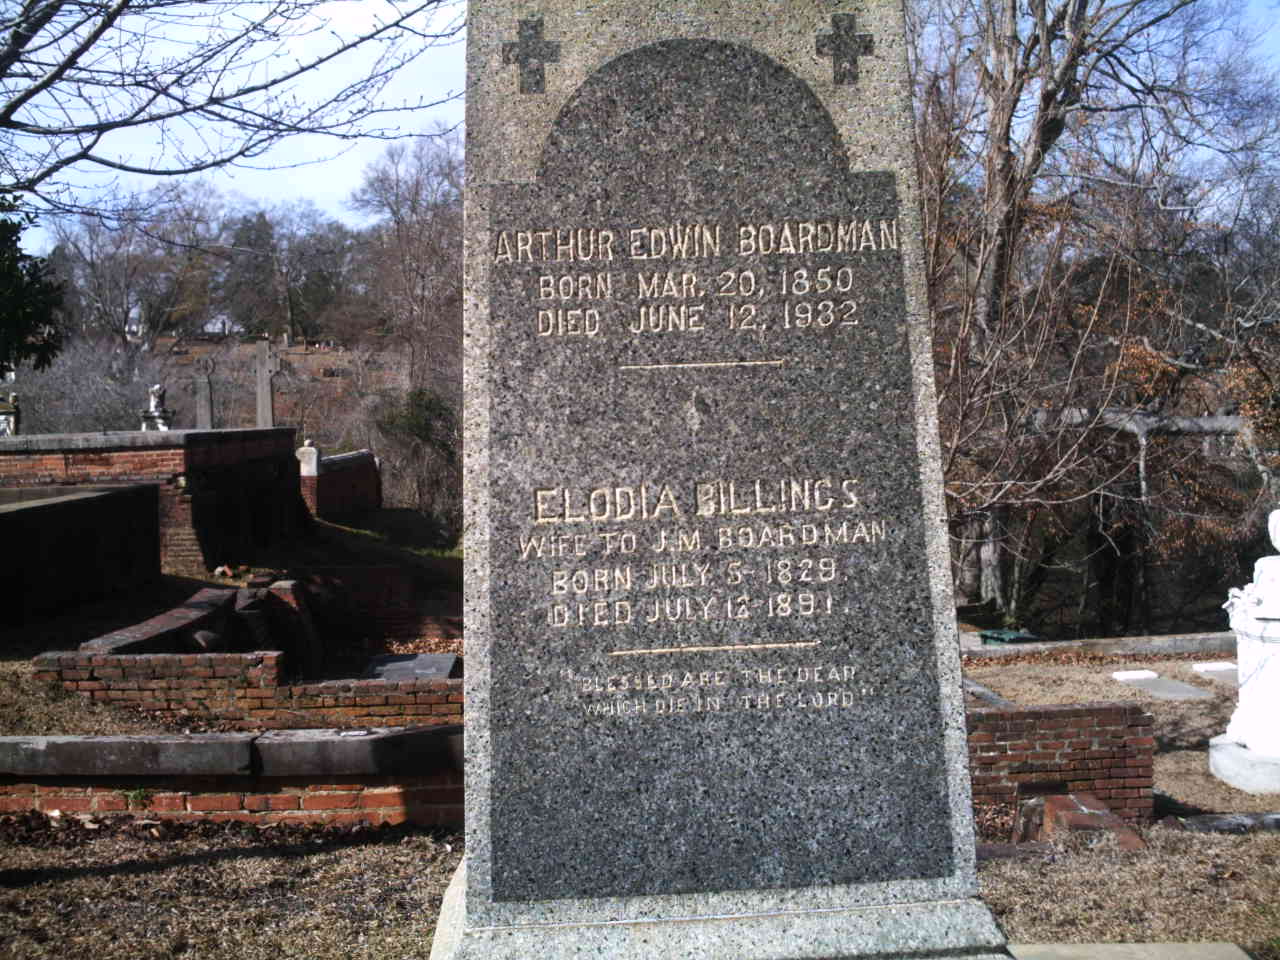 ARTHUR EDWIN BOARDMAN
BORN MAR. 20, 1850
DIED JUNE 12, 1932
ELODIA BILLINGS
WIFE TO J.M BOARDMAN
BORN JULY 5-1829.
DIED JULY 12-1891.
"BLESSED ARE THE DEAD
WHICH DIE IN THE LORD"